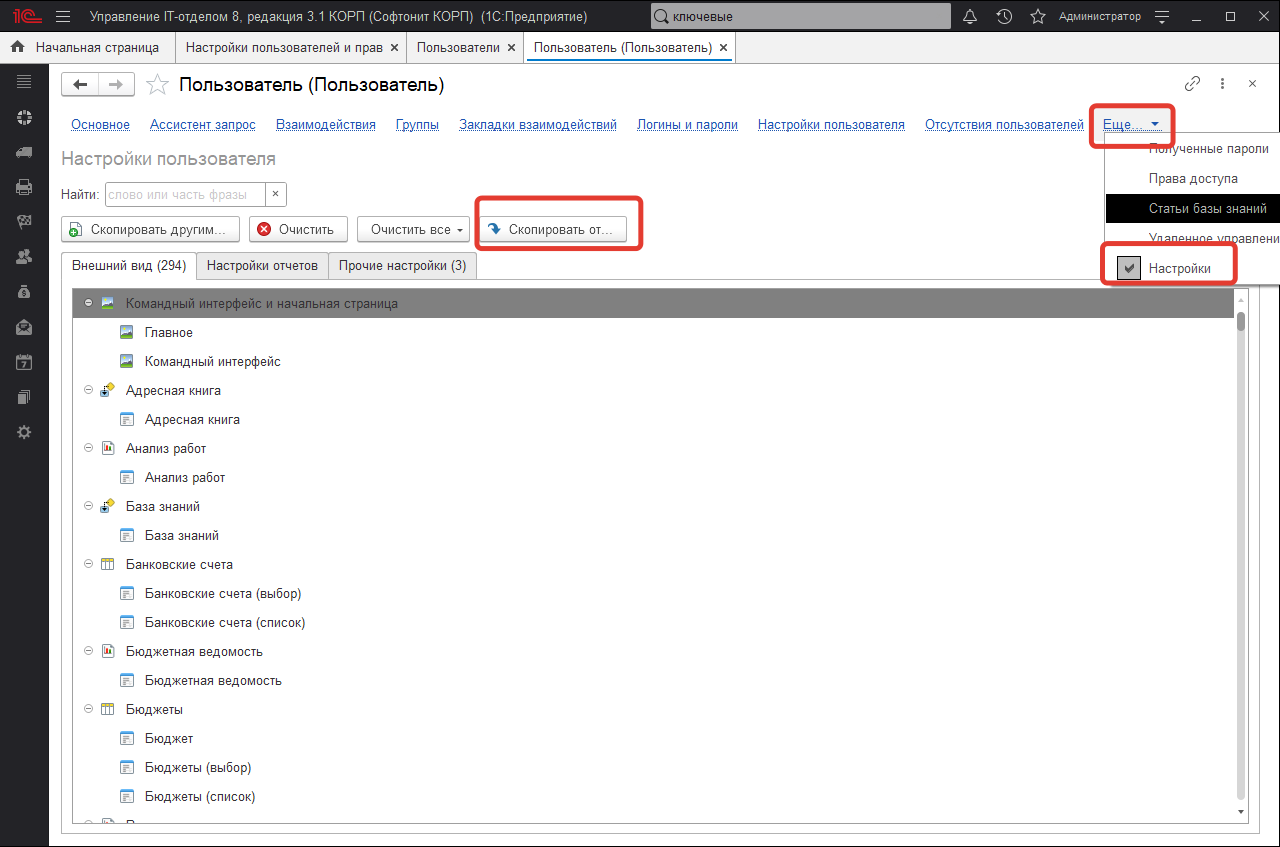 1С Управление IT-отделом 8, редакция 3.1 КОРП (Софтонит КОРП) (1С:Предприятие) ключевые Администратор
Начальная страница Настройки пользователей и прав × Пользователи × Пользователь (Пользователь) ×
Пользователь (Пользователь)
Основное Ассистент запрос Взаимодействия Группы Закладки взаимодействий Логины и пароли Настройки пользователя Отсутствия пользователей Еще...
Полученные пароли
Права доступа
Статьи базы знаний
Удаленное управлени
Настройки
Настройки пользователя
Найти: слово или часть фразы ×
Скопировать другим... Очистить Очистить все Скопировать от...
Внешний вид (294) Настройки отчетов Прочие настройки (3)
Командный интерфейс и начальная страница
Главное
Командный интерфейс
Адресная книга
Адресная книга
Анализ работ
Анализ работ
База знаний
База знаний
Банковские счета
Банковские счета (выбор)
Банковские счета (список)
Бюджетная ведомость
Бюджетная ведомость
Бюджеты
Бюджет
Бюджеты (выбор)
Бюджеты (список)